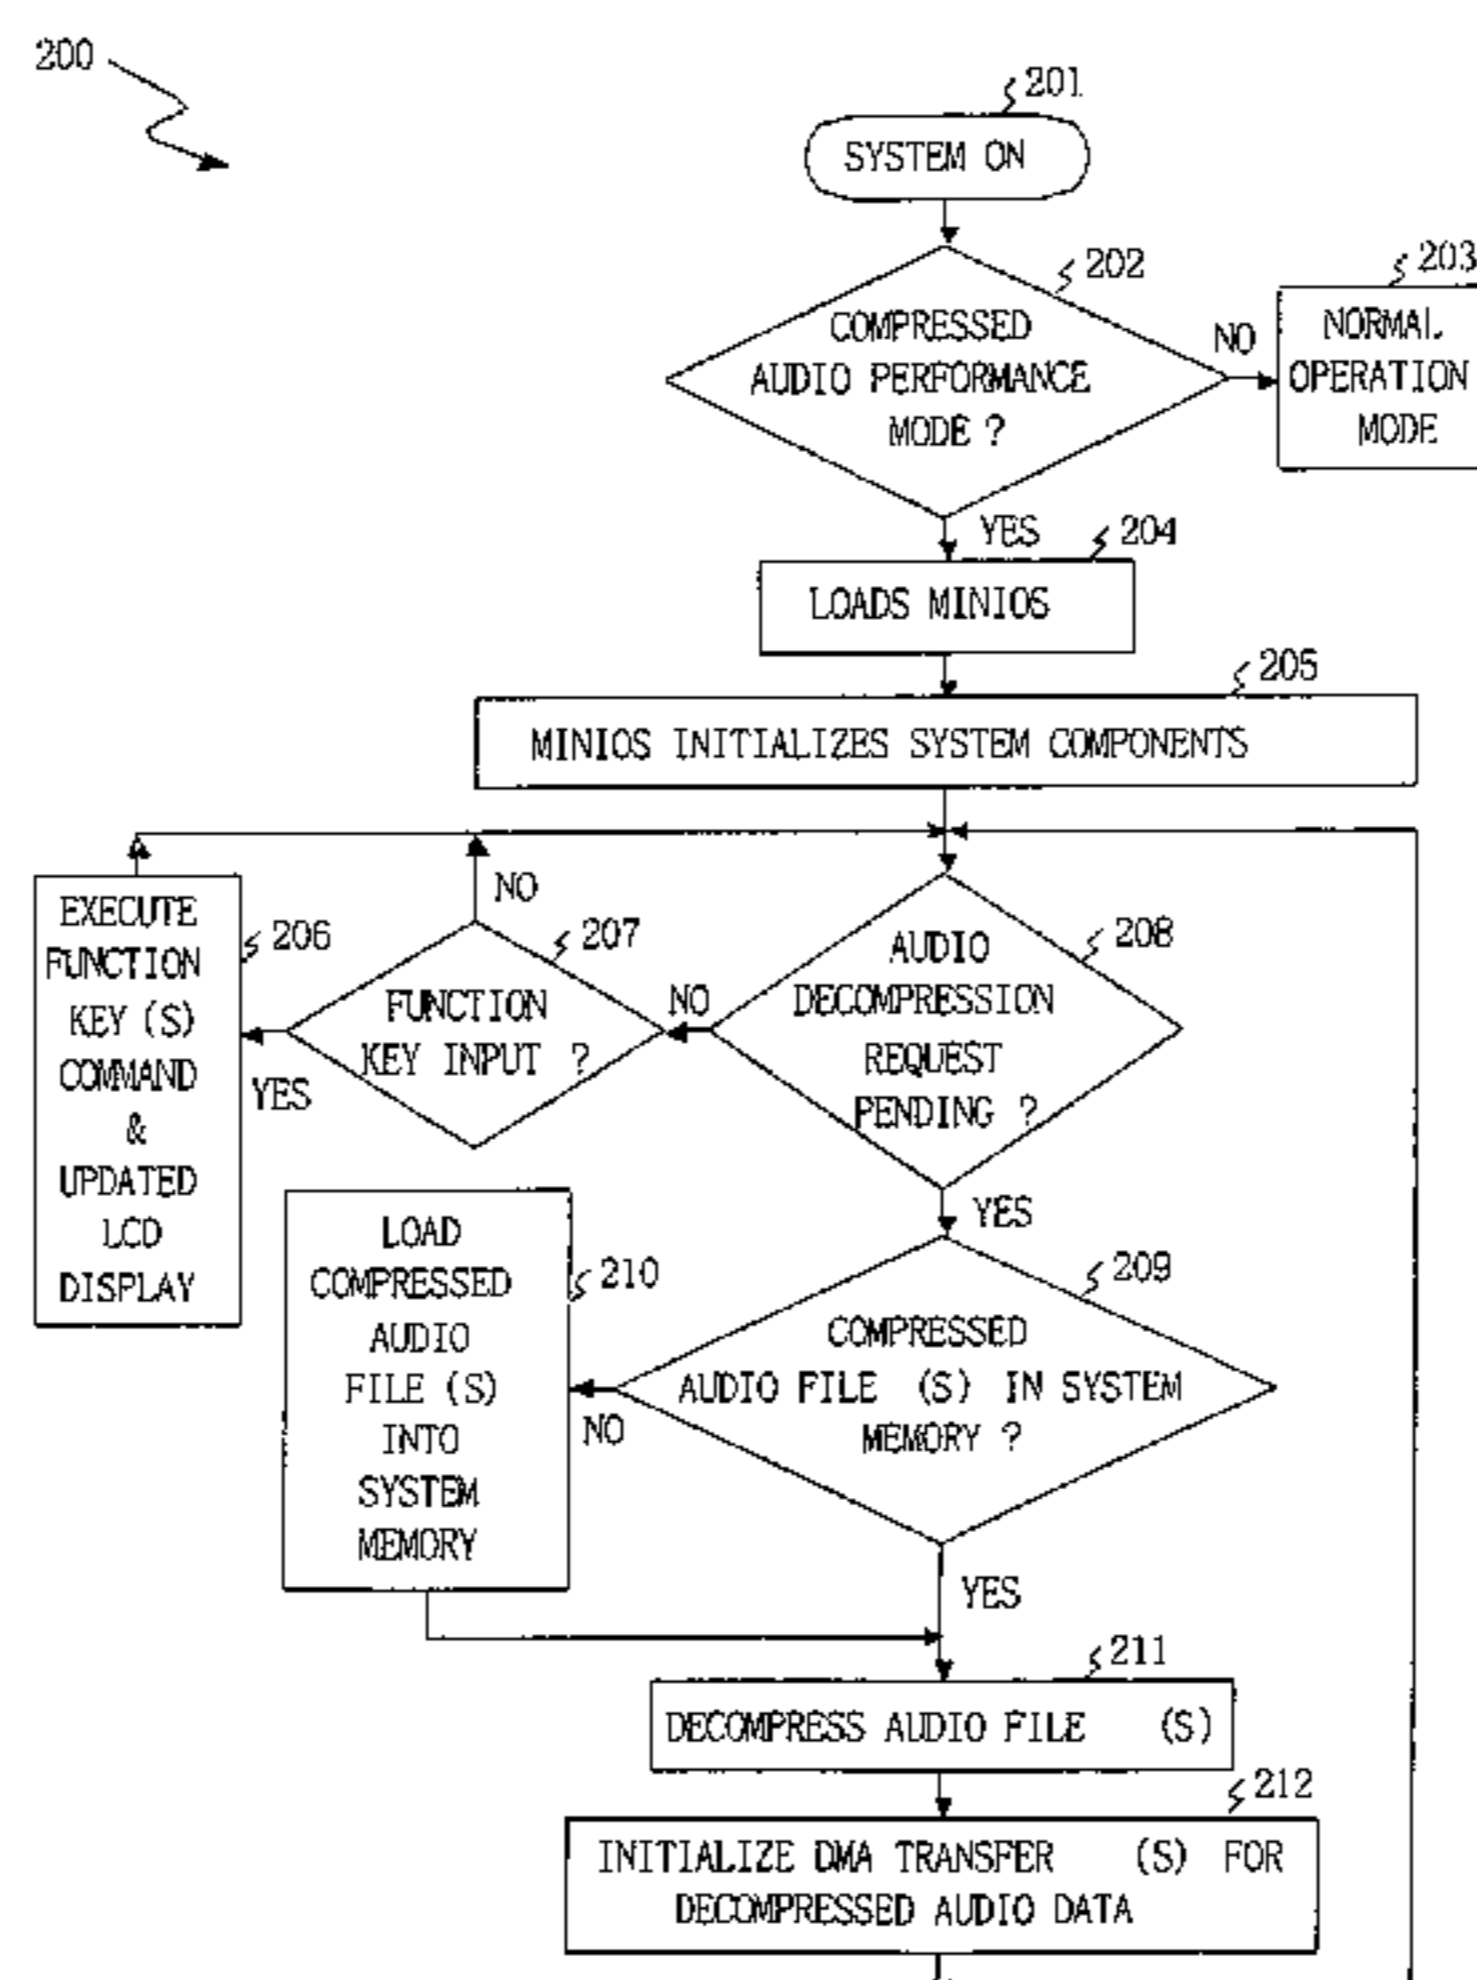 200
201
SYSTEM ON
202
COMPRESSED
AUDIO PERFORMANCE
MODE ?
NO
203
NORMAL
OPERATION
MODE
YES
204
LOADS MINIOS
205
MINIOS INITIALIZES SYSTEM COMPONENTS
EXECUTE
FUNCTION
KEY (S)
COMMAND
&
UPDATED
LCD
DISPLAY
206
NO
207
FUNCTION
KEY INPUT ?
YES
NO
208
AUDIO
DECOMPRESSION
REQUEST
PENDING ?
YES
LOAD
COMPRESSED
AUDIO
FILE (S)
INTO
SYSTEM
MEMORY
210
209
COMPRESSED
AUDIO FILE (S) IN SYSTEM
MEMORY ?
NO
YES
211
DECOMPRESS AUDIO FILE (S)
212
INITIALIZE DMA TRANSFER (S) FOR
DECOMPRESSED AUDIO DATA